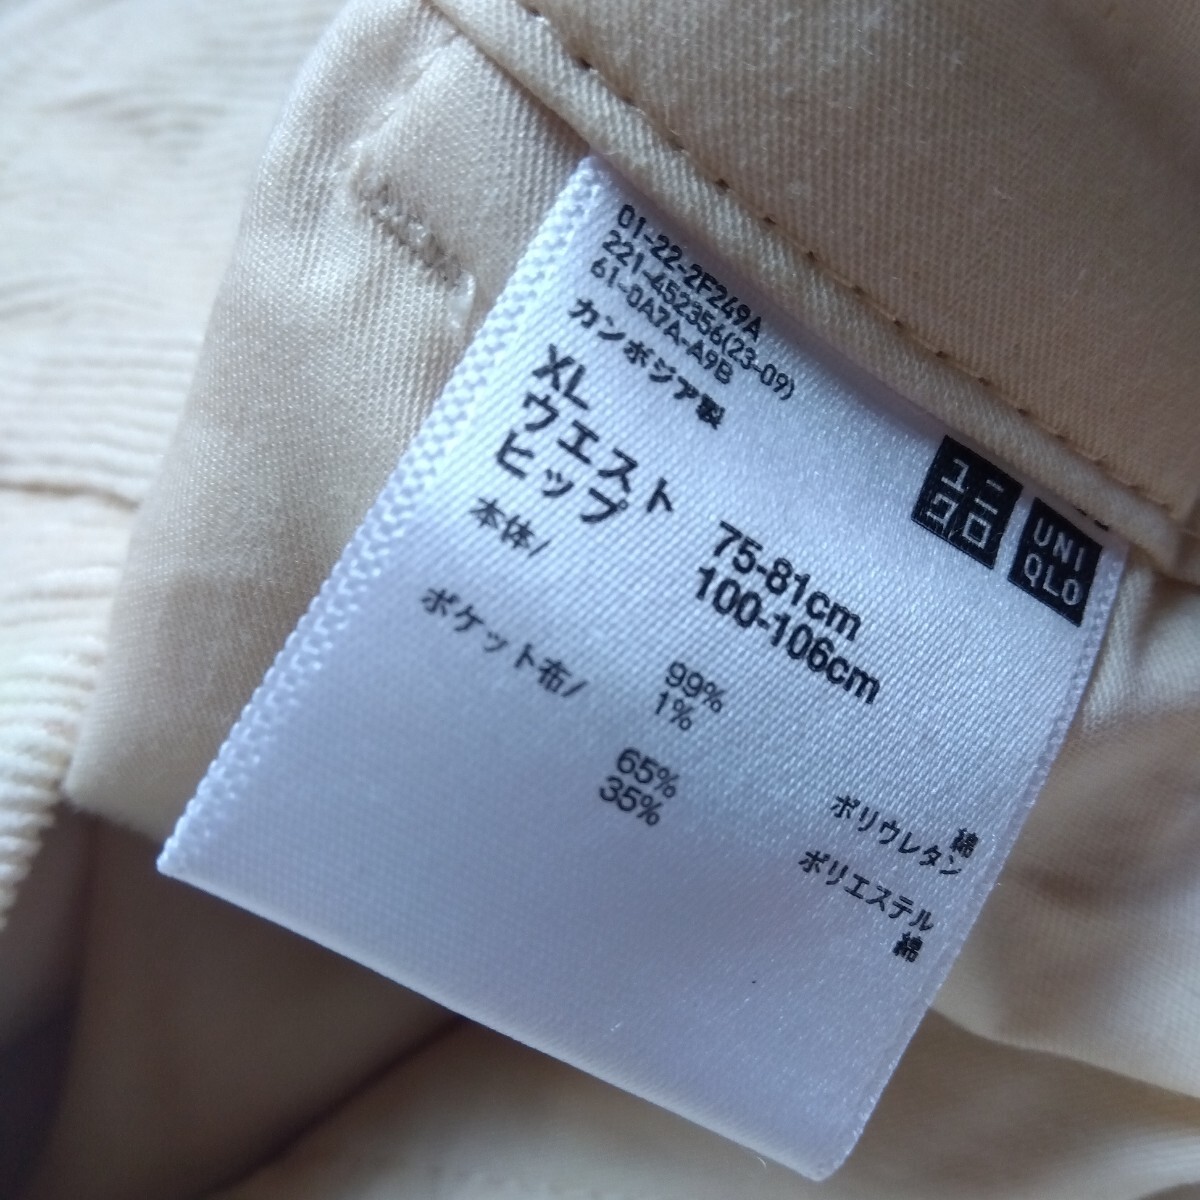 01-22-2F249A
221-452356(23-09)
61-0A7A-A9B
カンボジア製
XL
ウエスト 75-81cm
ヒップ 100-106cm
本体/
99% 綿
1% ポリウレタン
ポケット布/
65% ポリエステル
35% 綿
ユニ
クロ
UNI
QLO